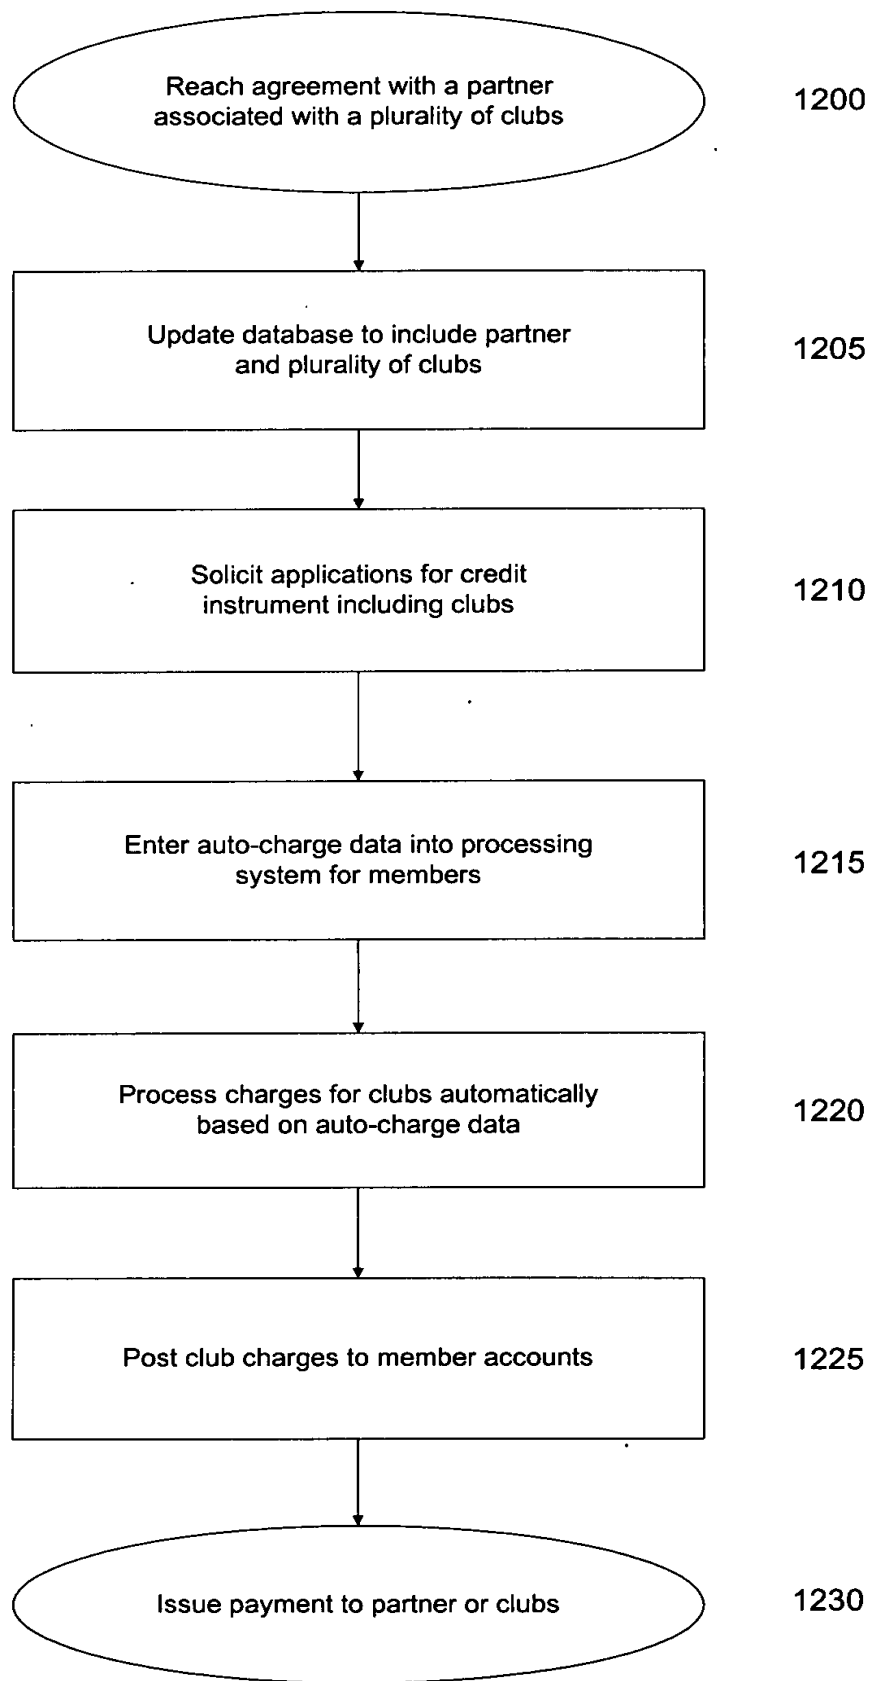 Reach agreement with a partner
associated with a plurality of clubs
1200
Update database to include partner
and plurality of clubs
1205
Solicit applications for credit
instrument including clubs
1210
Enter auto-charge data into processing
system for members
1215
Process charges for clubs automatically
based on auto-charge data
1220
Post club charges to member accounts
1225
Issue payment to partner or clubs
1230